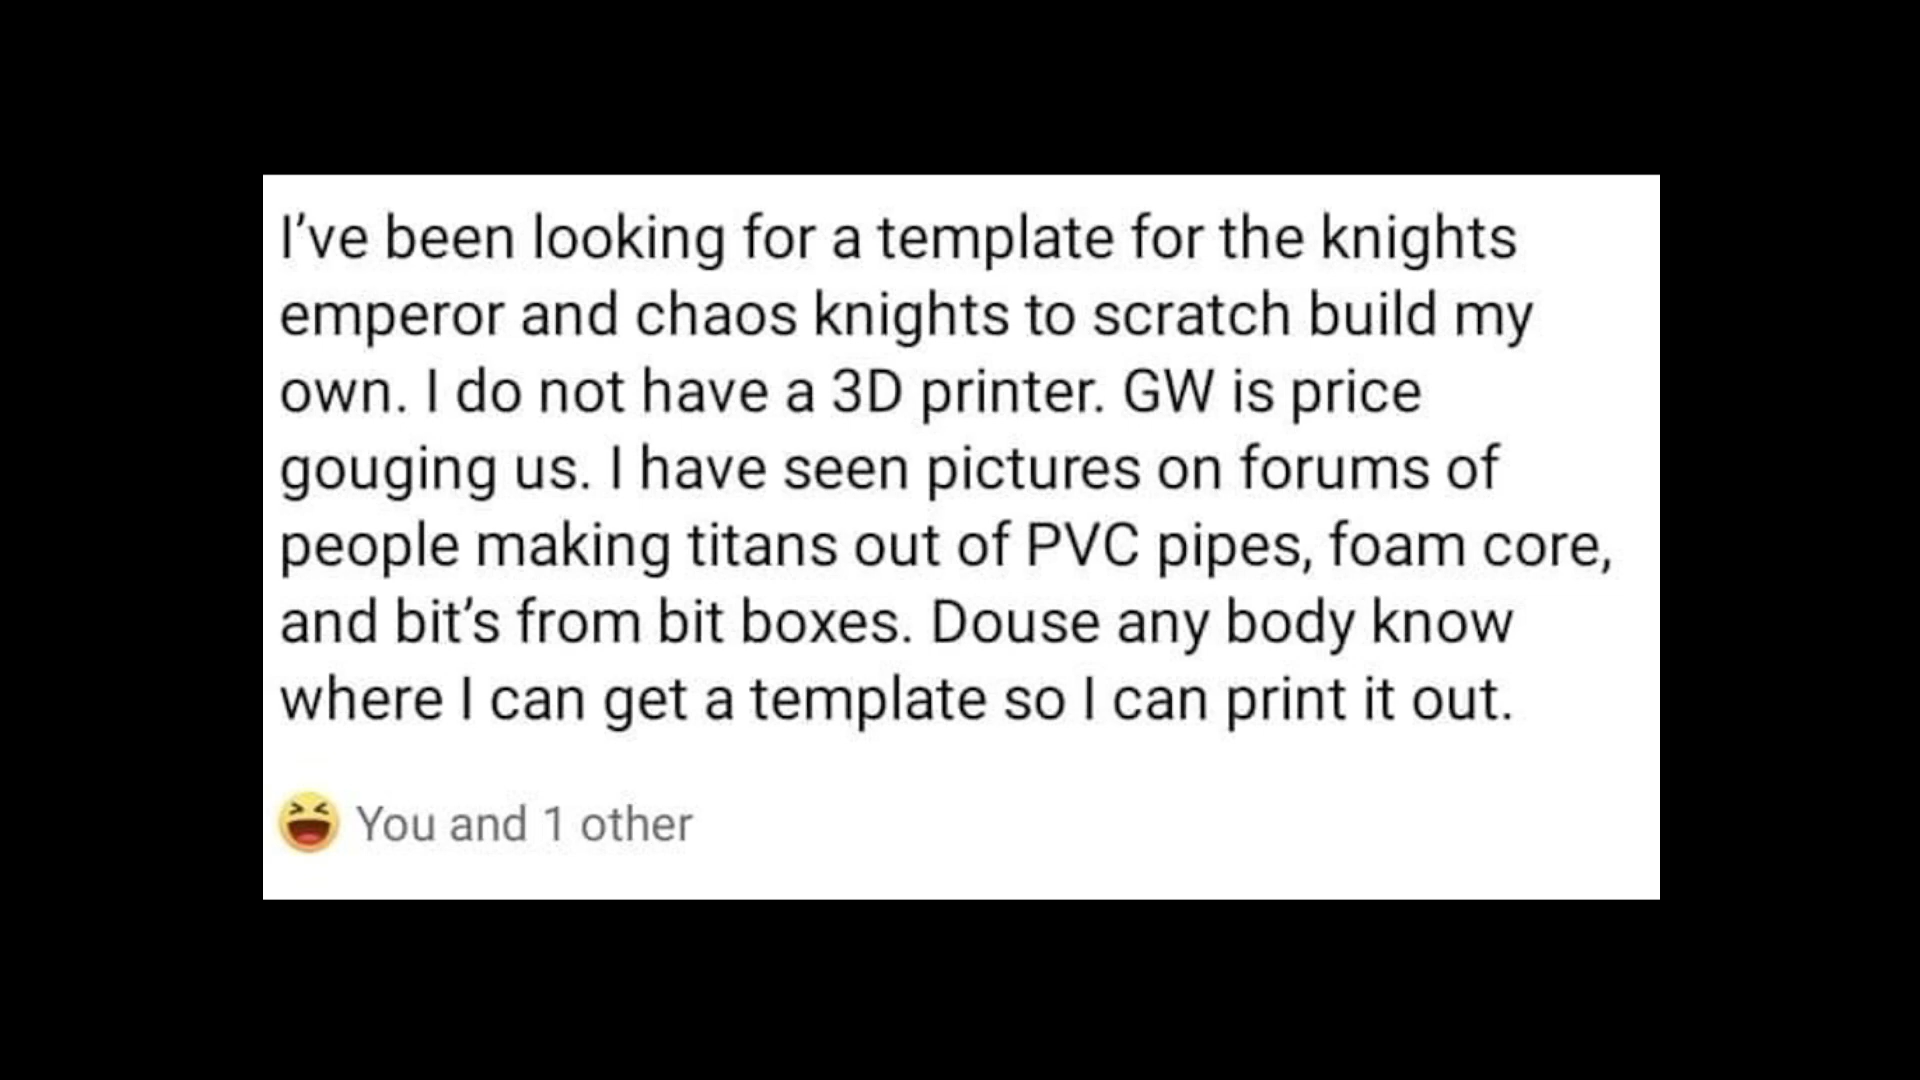 I've been looking for a template for the knights
emperor and chaos knights to scratch build my
own. I do not have a 3D printer. GW is price
gouging us. I have seen pictures on forums of
people making titans out of PVC pipes, foam core,
and bit's from bit boxes. Douse any body know
where I can get a template so I can print it out.
You and 1 other